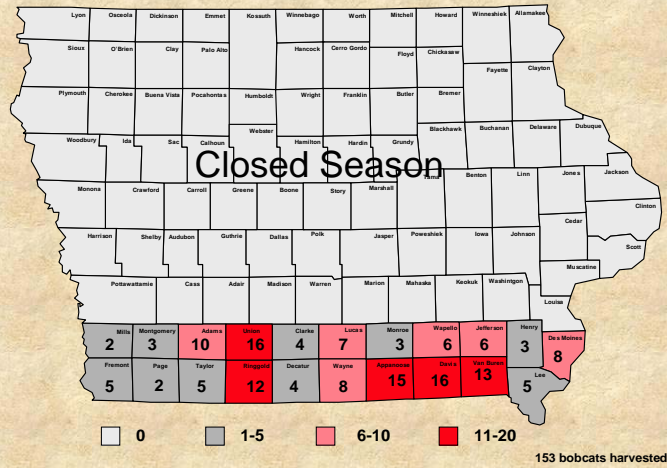 Lyon Osceola Dickinson Emmet Kossuth Winnebago Worth Mitchell Howard Winneshiek Allamakee
Sioux O'Brien Clay Palo Alto Hancock Cerro Gordo Floyd Chickasaw
Fayette Clayton
Plymouth Cherokee Buena Vista Pocahontas Humboldt Wright Franklin Butler Bremer
Webster Blackhawk Buchanan Delaware Dubuque
Woodbury Ida Sac Calhoun Hamilton Hardin Grundy
Closed Season
Tama Benton Linn Jones Jackson
Monona Crawford Carroll Greene Boone Story Marshall
Clinton
Cedar
Harrison Shelby Audubon Guthrie Dallas Polk Jasper Poweshiek Iowa Johnson
Scott
Muscatine
Pottawattamie Cass Adair Madison Warren Marion Mahaska Keokuk Washington
Louisa
Mills Montgomery Adams Union Clarke Lucas Monroe Wapello Jefferson Henry
Des Moines
2 3 10 16 4 7 3 6 6 3
8
Fremont Page Taylor Ringgold Decatur Wayne Appanoose Davis Van Buren Lee
5 2 5 12 4 8 15 16 13 5
0 1-5 6-10 11-20
153 bobcats harvested